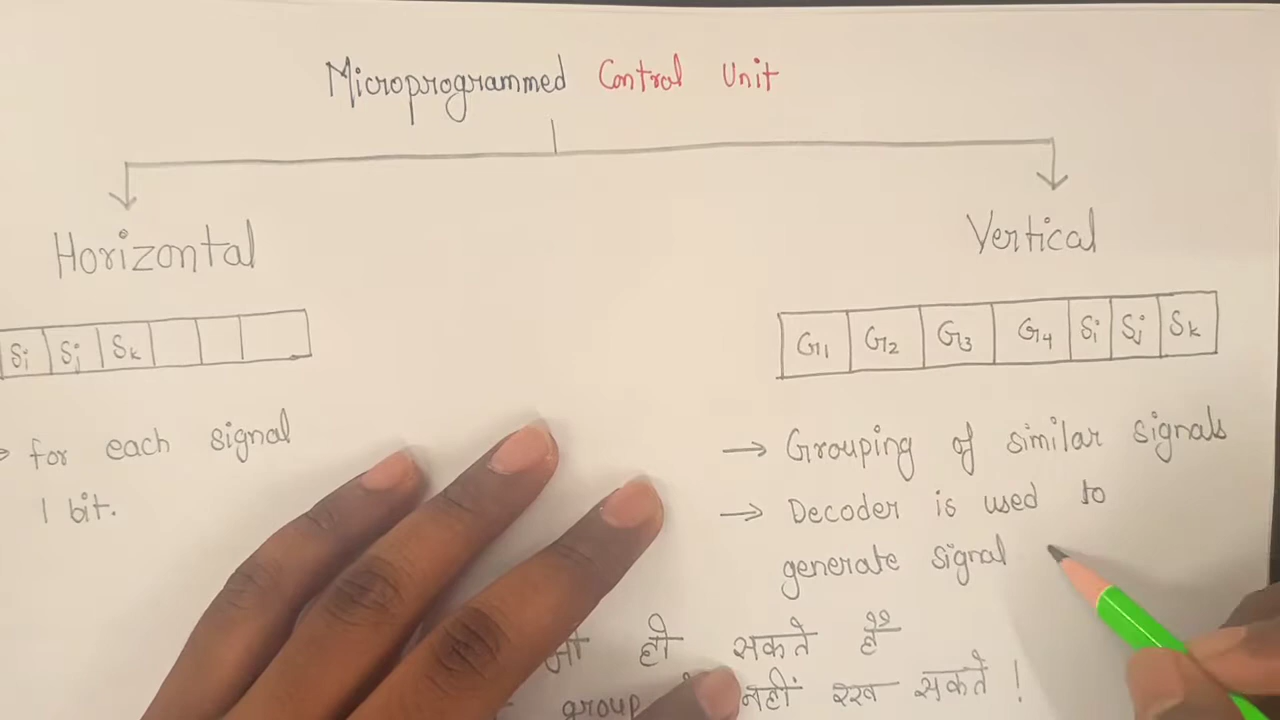 Microprogrammed Control Unit
Horizontal
Vertical
Si Sj Sk
G1 G2 G3 G4 Si Sj Sk
for each signal
1 bit.
→ Grouping of similar signals
→ Decoder is used to
generate signal
ही सकते हैं
group नहीं रख सकते !